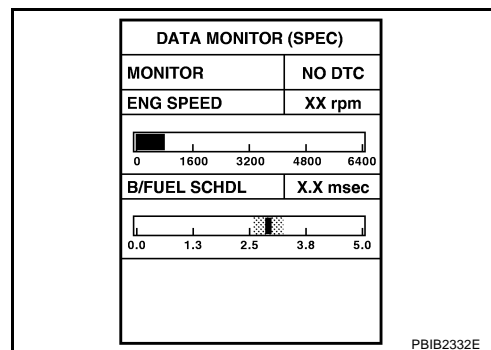 DATA MONITOR (SPEC)
MONITOR NO DTC
ENG SPEED XX rpm
0 1600 3200 4800 6400
B/FUEL SCHDL X.X msec
0.0 1.3 2.5 3.8 5.0
PBIB2332E